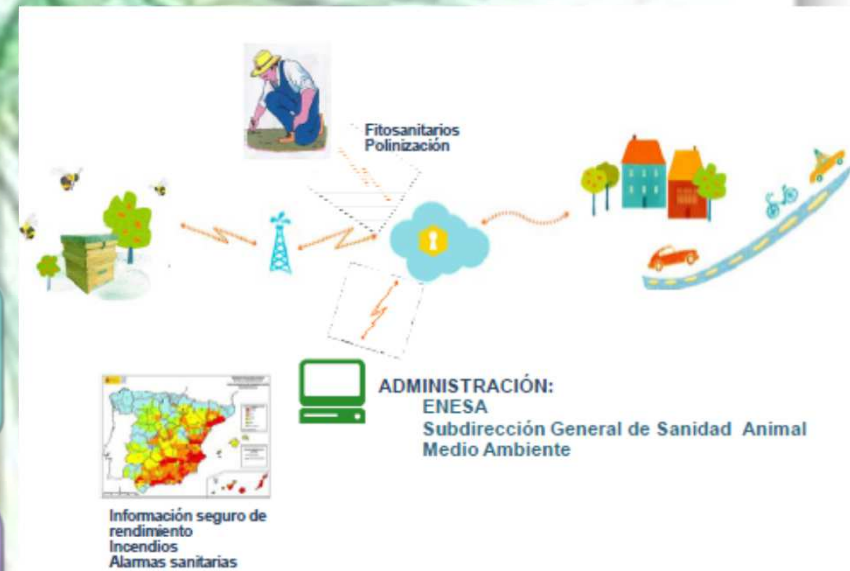 Fitosanitarios
Polinización
ADMINISTRACIÓN:
ENESA
Subdirección General de Sanidad Animal
Medio Ambiente
Información seguro de
rendimiento
Incendios
Alarmas sanitarias